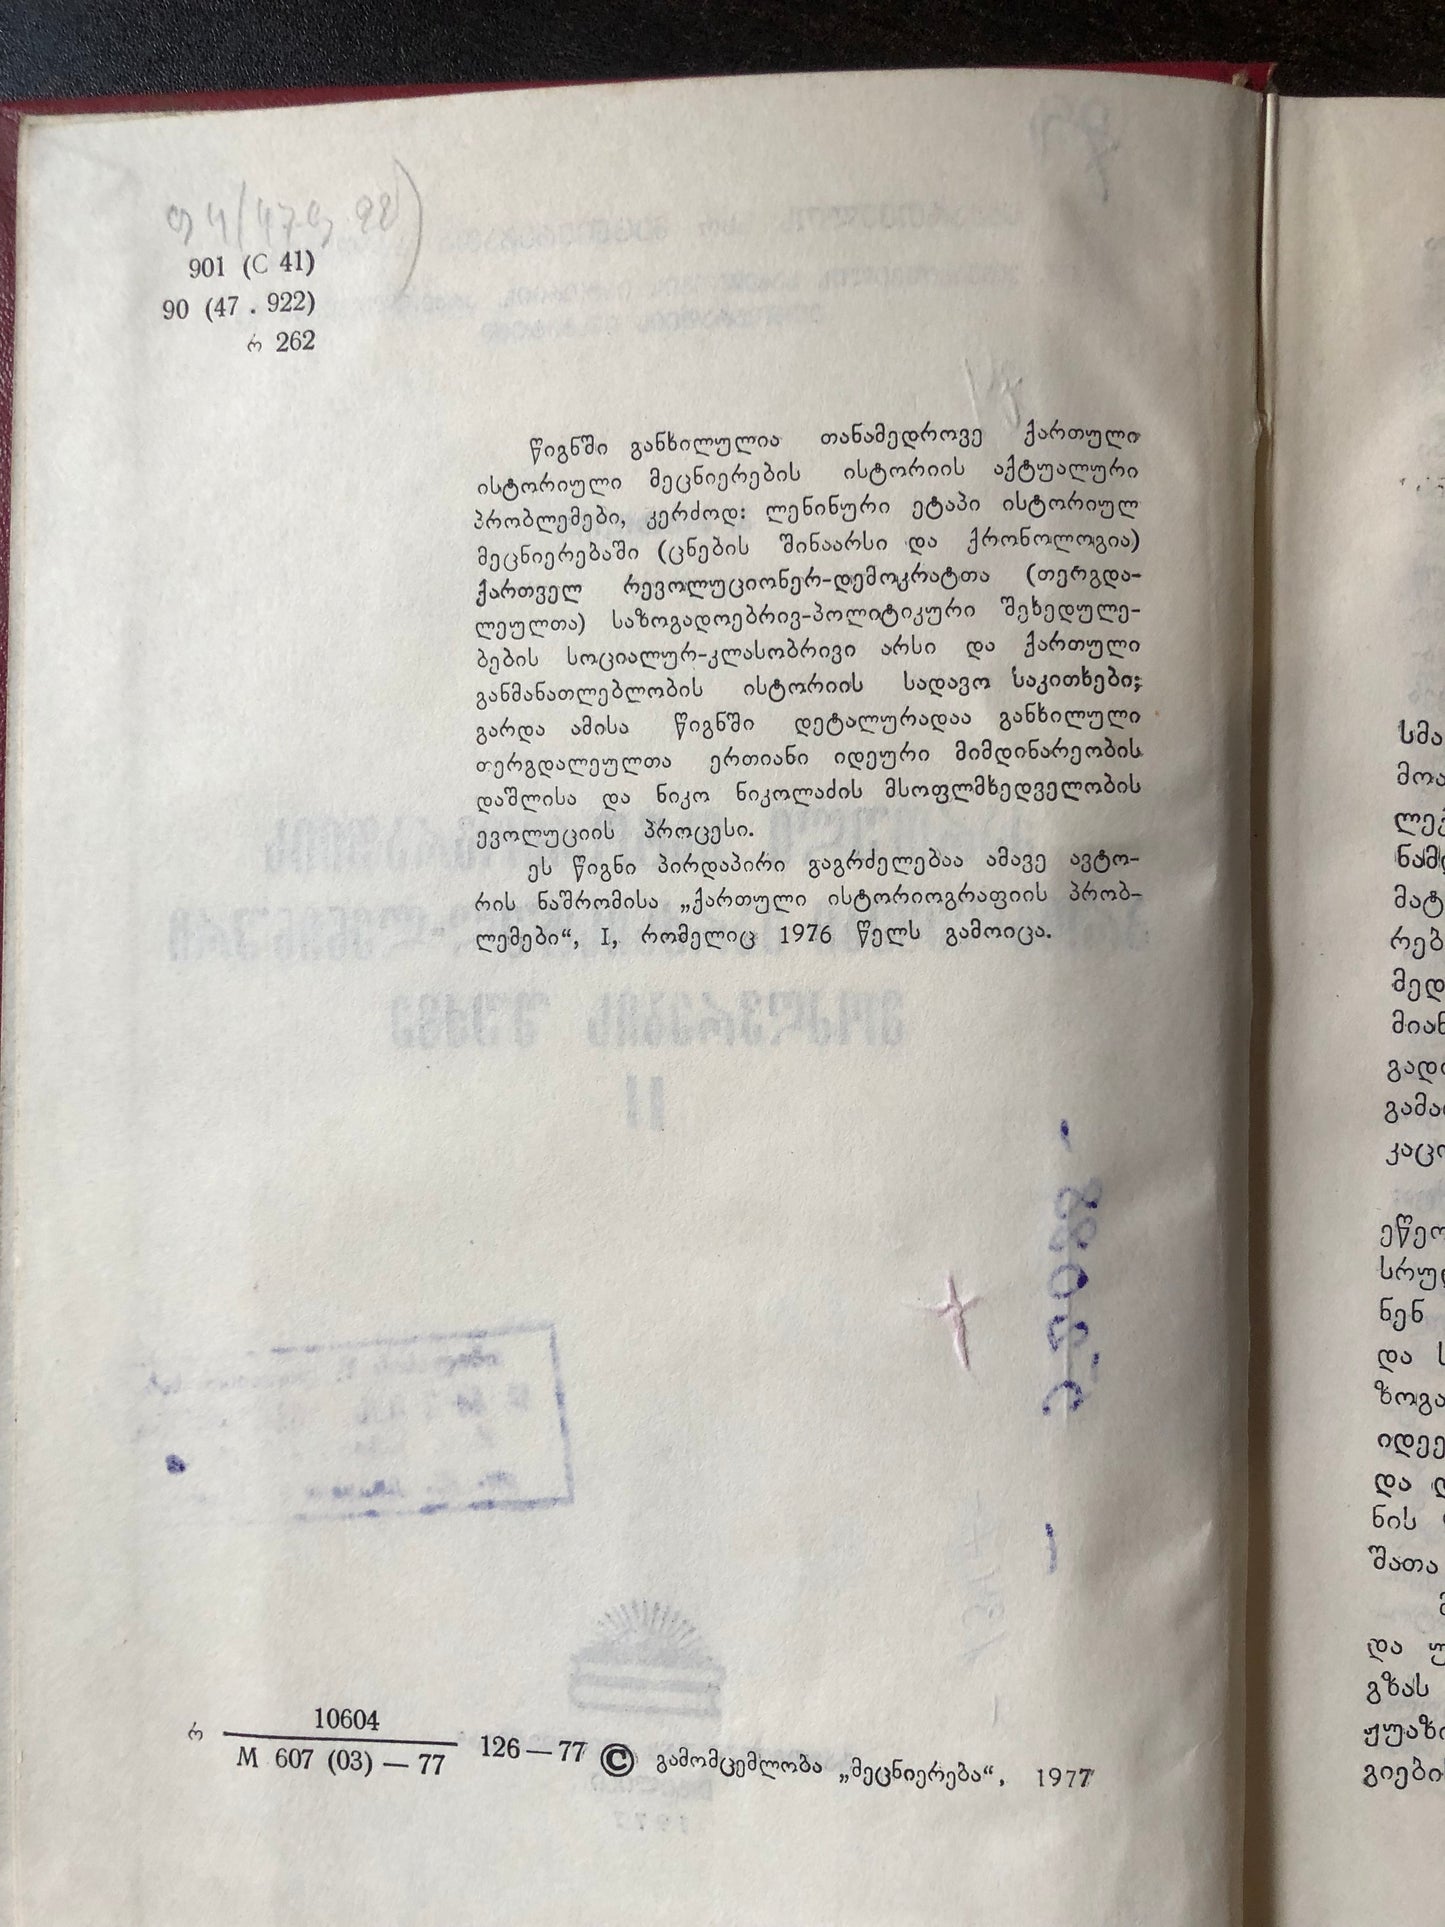 901 (C 41)
90 (47 . 922)
რ 262
წიგნში განხილულია თანამედროვე ქართული
ისტორიული მეცნიერების ისტორიის აქტუალური
პრობლემები, კერძოდ: ლენინური ეტაპი ისტორიულ
მეცნიერებაში (ცნების შინაარსი და ქრონოლოგია)
ქართველ რევოლუციონერ-დემოკრატთა (თერგდა-
ლეულთა) საზოგადოებრივ-პოლიტიკური შეხედულე-
ბების სოციალურ-კლასობრივი არსი და ქართული
განმანათლებლობის ისტორიის სადავო საკითხები;
გარდა ამისა წიგნში დეტალურადაა განხილული
თერგდალეულთა ერთიანი იდეური მიმდინარეობის
დაშლისა და ნიკო ნიკოლაძის მსოფლმხედველობის
ევოლუციის პროცესი.
ეს წიგნი პირდაპირი გაგრძელებაა ამავე ავტო-
რის ნაშრომისა „ქართული ისტორიოგრაფიის პრობ-
ლემები“, I, რომელიც 1976 წელს გამოიცა.
რ 10604
M 607 (03) — 77 126 — 77 © გამომცემლობა „მეცნიერება“, 1977